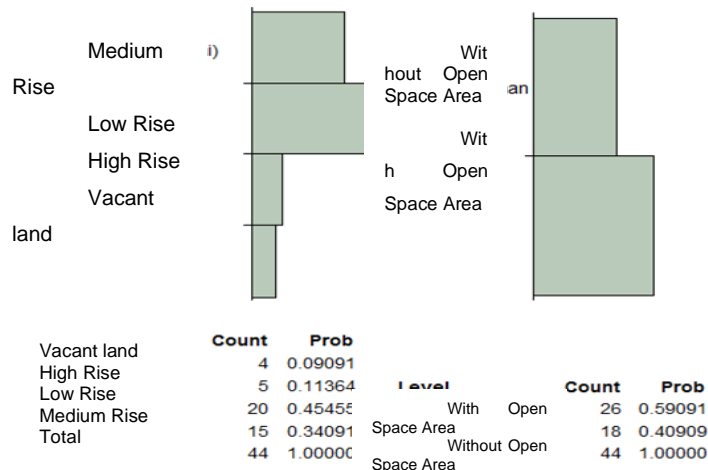 Medium
i)
Rise
Low Rise
High Rise
Vacant
land
Wit
hout Open
Space Area
an
Wit
h Open
Space Area
Count Prob
Vacant land 4 0.09091
High Rise 5 0.11364
Low Rise 20 0.45455
Medium Rise 15 0.34091
Total 44 1.00000
Level Count Prob
With Open 26 0.59091
Space Area 18 0.40909
Without Open 44 1.00000
Space Area